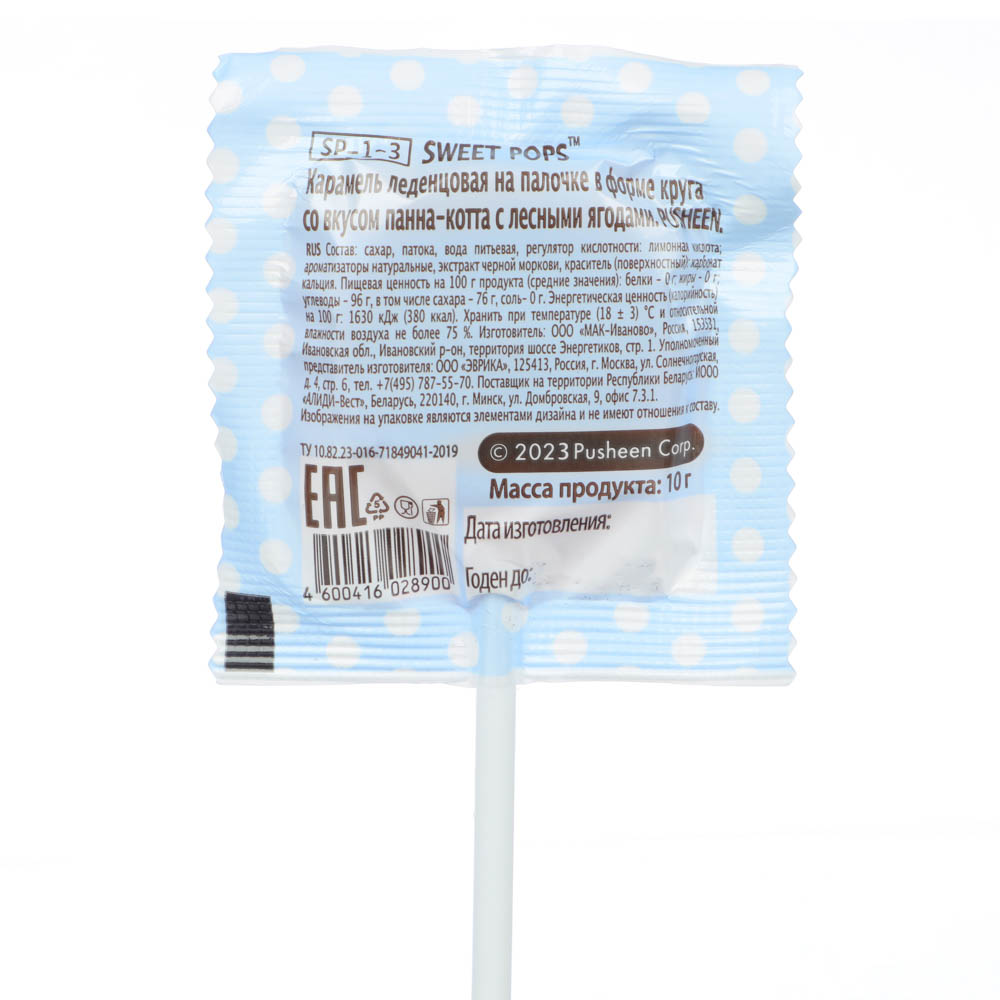 SP-1-3 SWEET POPS™
Карамель леденцовая на палочке в форме круга
со вкусом панна-котта с лесными ягодами.PUSHEEN.
RUS Состав: сахар, патока, вода питьевая, регулятор кислотности: лимонная кислота;
ароматизаторы натуральные, экстракт черной моркови, краситель (поверхностный): карбонат
кальция. Пищевая ценность на 100 г продукта (средние значения): белки - 0 г, жиры - 0 г,
углеводы - 96 г, в том числе сахара - 76 г, соль- 0 г. Энергетическая ценность (калорийность)
на 100 г: 1630 кДж (380 ккал). Хранить при температуре (18 ± 3) °С и относительной
влажности воздуха не более 75 %. Изготовитель: ООО «МАК-Иваново», Россия, 153531,
Ивановская обл., Ивановский р-он, территория шоссе Энергетиков, стр. 1. Уполномоченный
представитель изготовителя: ООО «ЭВРИКА», 125413, Россия, г. Москва, ул. Солнечногорская,
д. 4, стр. 6, тел. +7(495) 787-55-70. Поставщик на территории Республики Беларусь: ИООО
«АЛИДИ-Вест», Беларусь, 220140, г. Минск, ул. Домбровская, 9, офис 7.3.1.
Изображения на упаковке являются элементами дизайна и не имеют отношения к составу.
ТУ 10.82.23-016-71849041-2019
© 2023 Pusheen Corp.
Масса продукта: 10 г
EAC
5
PP
Дата изготовления:
Годен до:
4 600416 028900